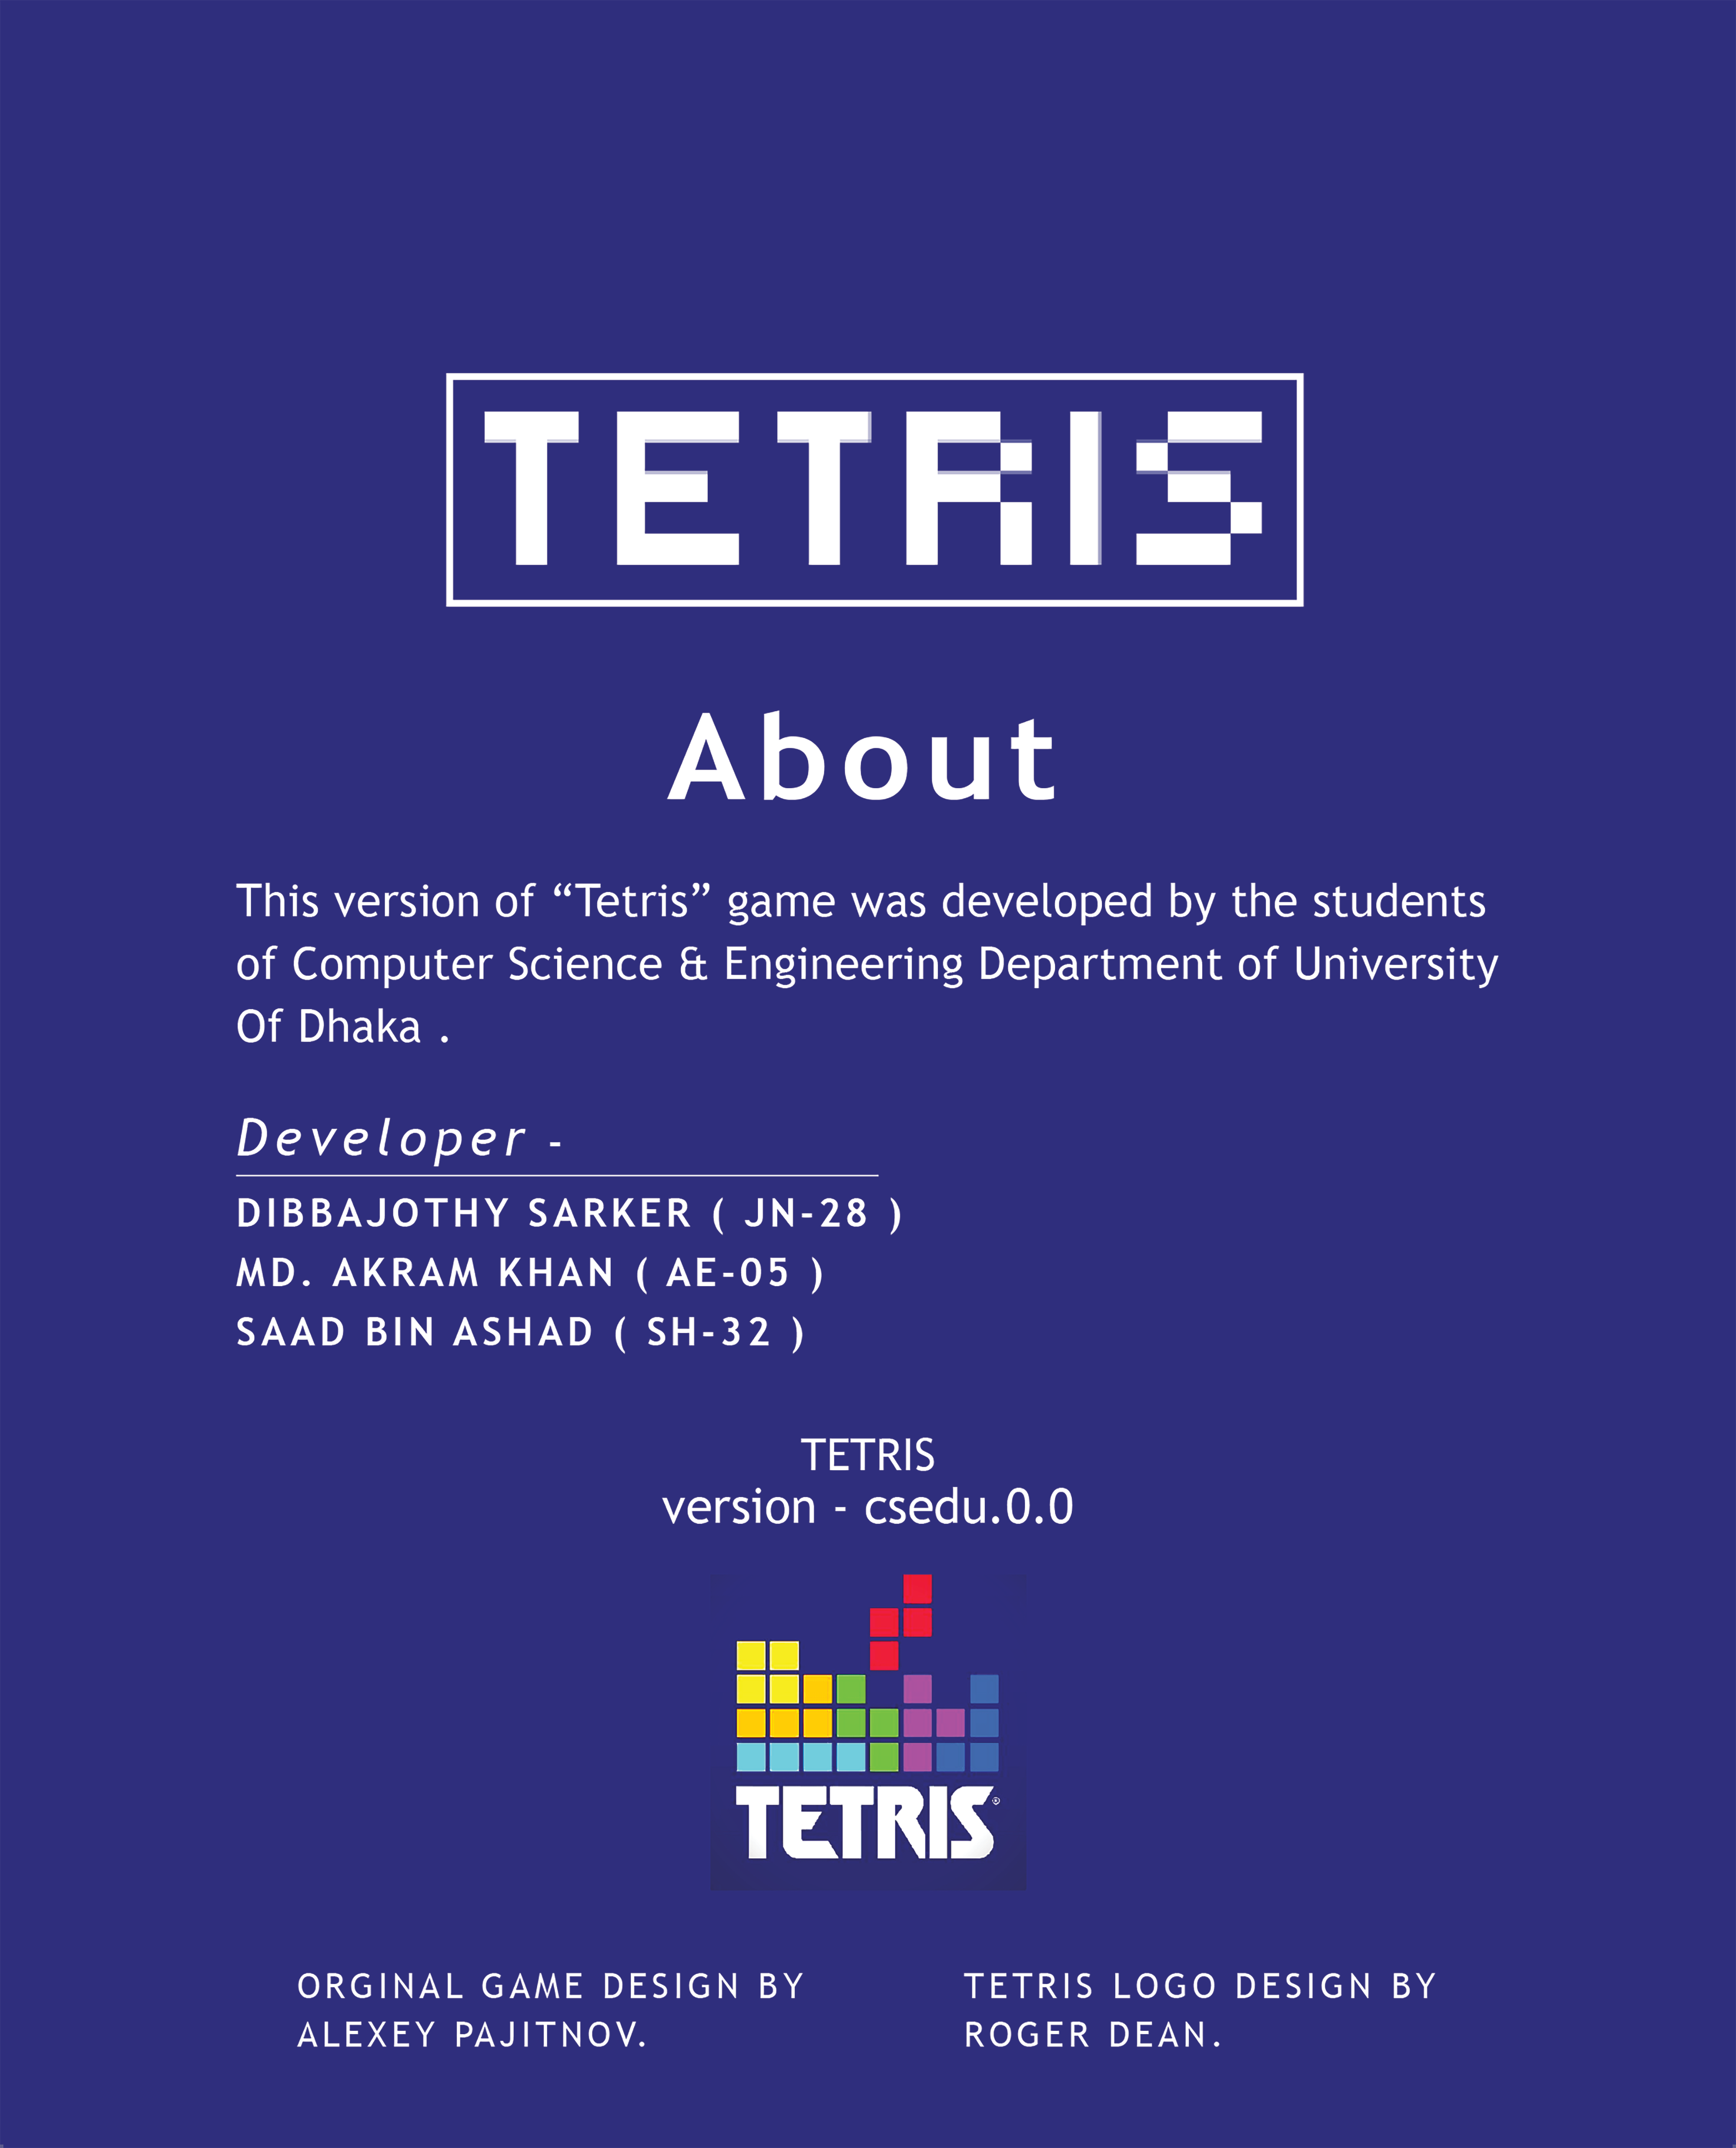 TETRIS
About
This version of “Tetris” game was developed by the students
of Computer Science & Engineering Department of University
Of Dhaka .
Developer -
DIBBAJOTHY SARKER ( JN-28 )
MD. AKRAM KHAN ( AE-05 )
SAAD BIN ASHAD ( SH-32 )
TETRIS
version - csedu.0.0
TETRIS®
ORGINAL GAME DESIGN BY
ALEXEY PAJITNOV.
TETRIS LOGO DESIGN BY
ROGER DEAN.